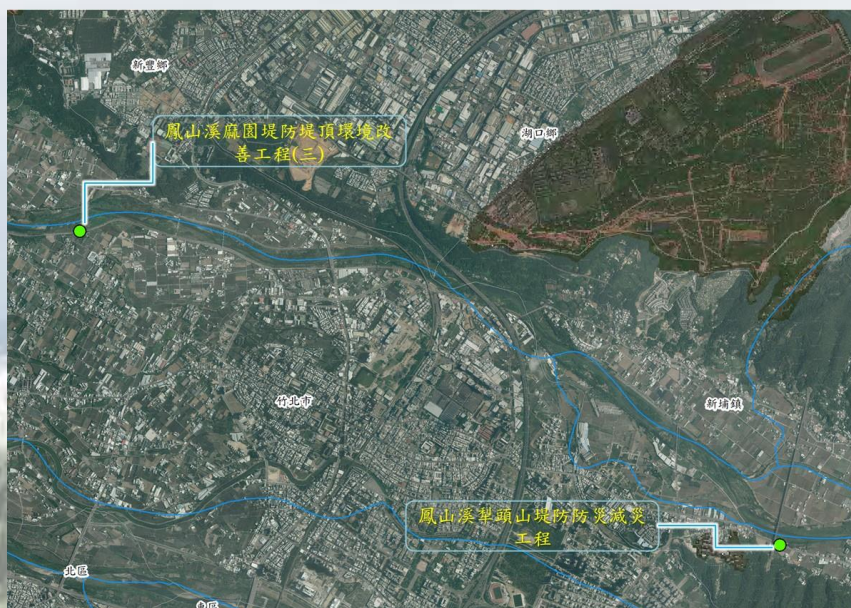 新豐鄉
鳳山溪麻園堤防堤頂環境改
善工程(三)
湖口鄉
竹北市
新埔鎮
鳳山溪犁頭山堤防防災減災
工程
北區
東區